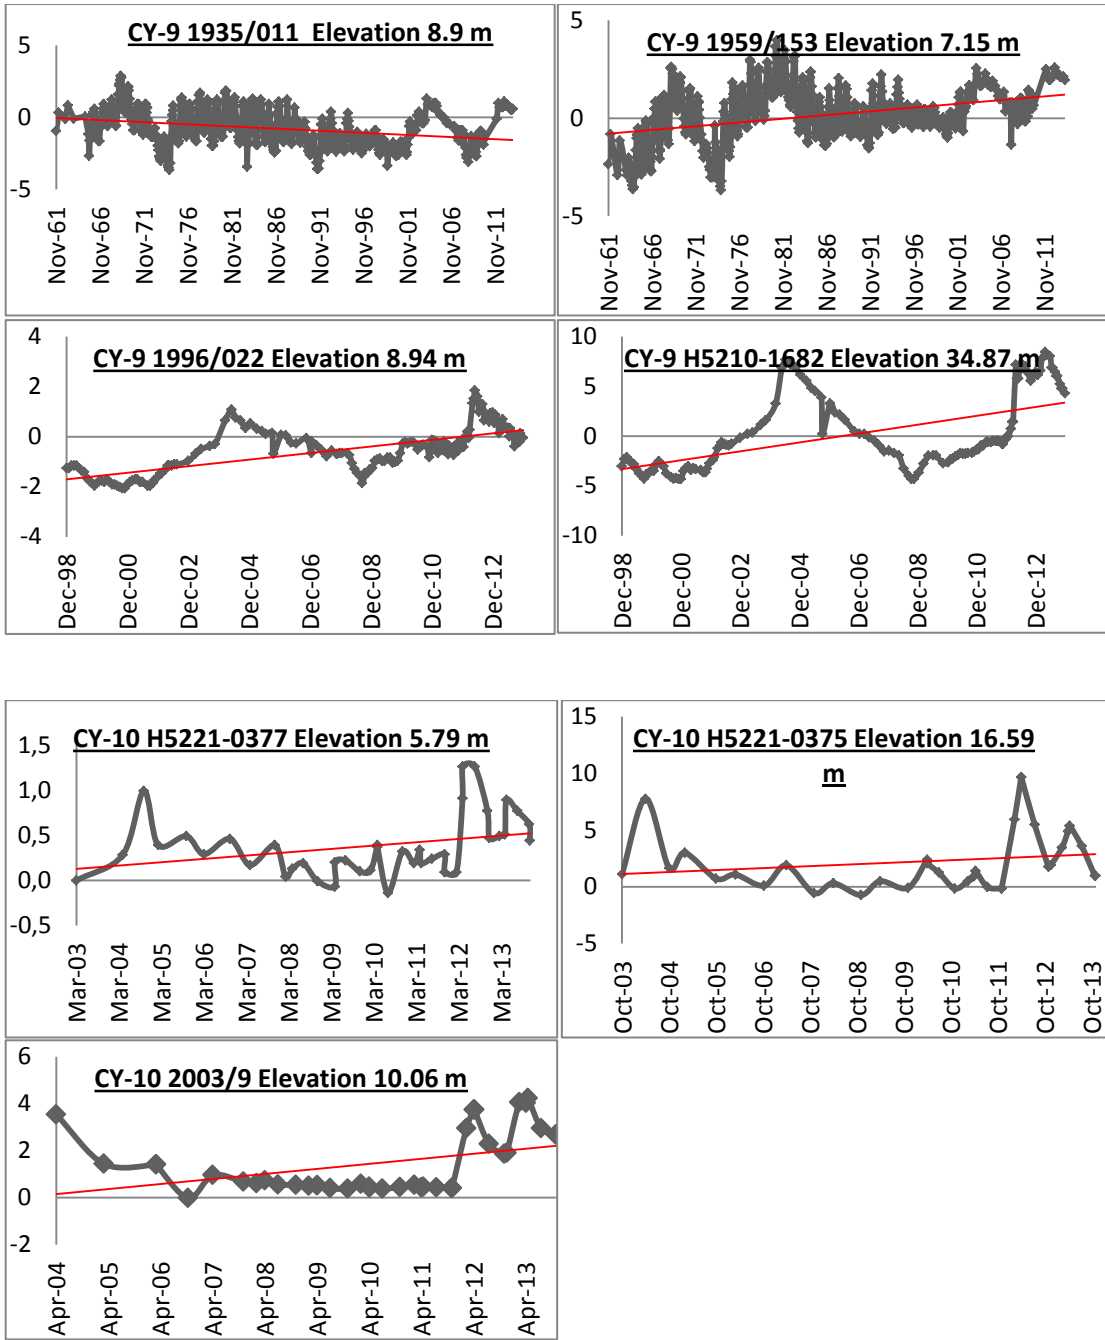 CY-9 1935/011  Elevation 8.9 m
5
0
-5
Nov-61
Nov-66
Nov-71
Nov-76
Nov-81
Nov-86
Nov-91
Nov-96
Nov-01
Nov-06
Nov-11
CY-9 1959/153 Elevation 7.15 m
5
0
-5
Nov-61
Nov-66
Nov-71
Nov-76
Nov-81
Nov-86
Nov-91
Nov-96
Nov-01
Nov-06
Nov-11
CY-9 1996/022 Elevation 8.94 m
4
2
0
-2
-4
Dec-98
Dec-00
Dec-02
Dec-04
Dec-06
Dec-08
Dec-10
Dec-12
CY-9 H5210-1682 Elevation 34.87 m
10
5
0
-5
-10
Dec-98
Dec-00
Dec-02
Dec-04
Dec-06
Dec-08
Dec-10
Dec-12
CY-10 H5221-0377 Elevation 5.79 m
1,5
1,0
0,5
0,0
-0,5
Mar-03
Mar-04
Mar-05
Mar-06
Mar-07
Mar-08
Mar-09
Mar-10
Mar-11
Mar-12
Mar-13
CY-10 H5221-0375 Elevation 16.59
m
15
10
5
0
-5
Oct-03
Oct-04
Oct-05
Oct-06
Oct-07
Oct-08
Oct-09
Oct-10
Oct-11
Oct-12
Oct-13
CY-10 2003/9 Elevation 10.06 m
6
4
2
0
-2
Apr-04
Apr-05
Apr-06
Apr-07
Apr-08
Apr-09
Apr-10
Apr-11
Apr-12
Apr-13